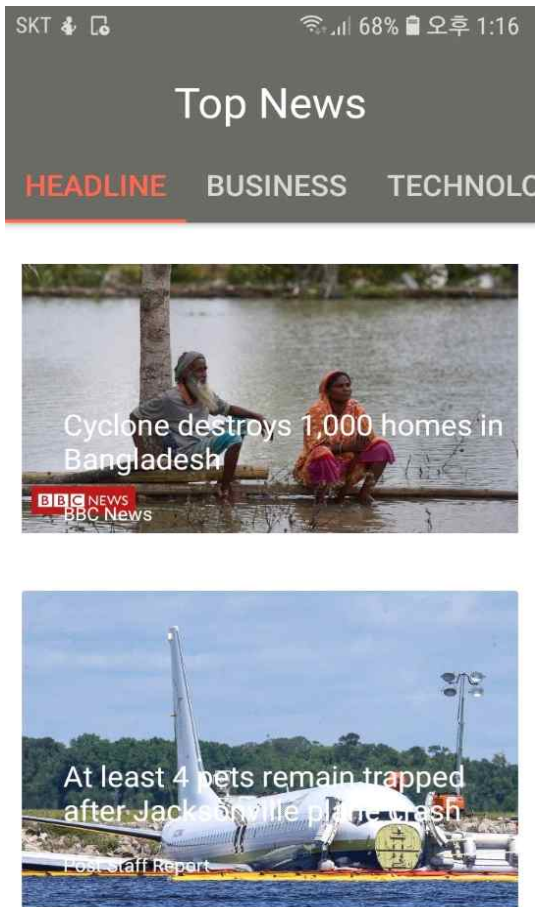 SKT 68% 오후 1:16
Top News
HEADLINE BUSINESS TECHNOLO
Cyclone destroys 1,000 homes in
Bangladesh
BBC NEWS
BBC News
At least 4 pets remain trapped
after Jacksonville plane crash
Post Staff Report